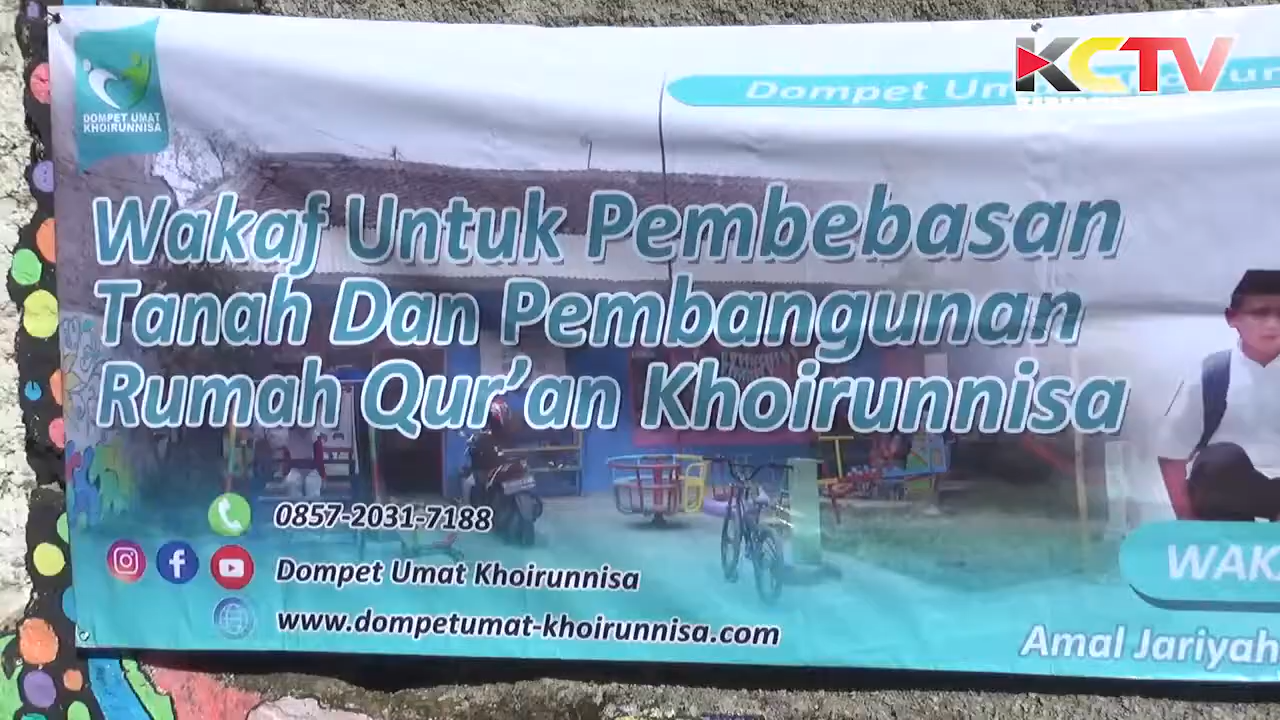 KCTV
DOMPET UMAT
KHOIRUNNISA
Dompet
Wakaf Untuk Pembebasan
Tanah Dan Pembangunan
Rumah Qur'an Khoirunnisa
0857-2031-7188
Dompet Umat Khoirunnisa
www.dompetumat-khoirunnisa.com
Amal Jariyah